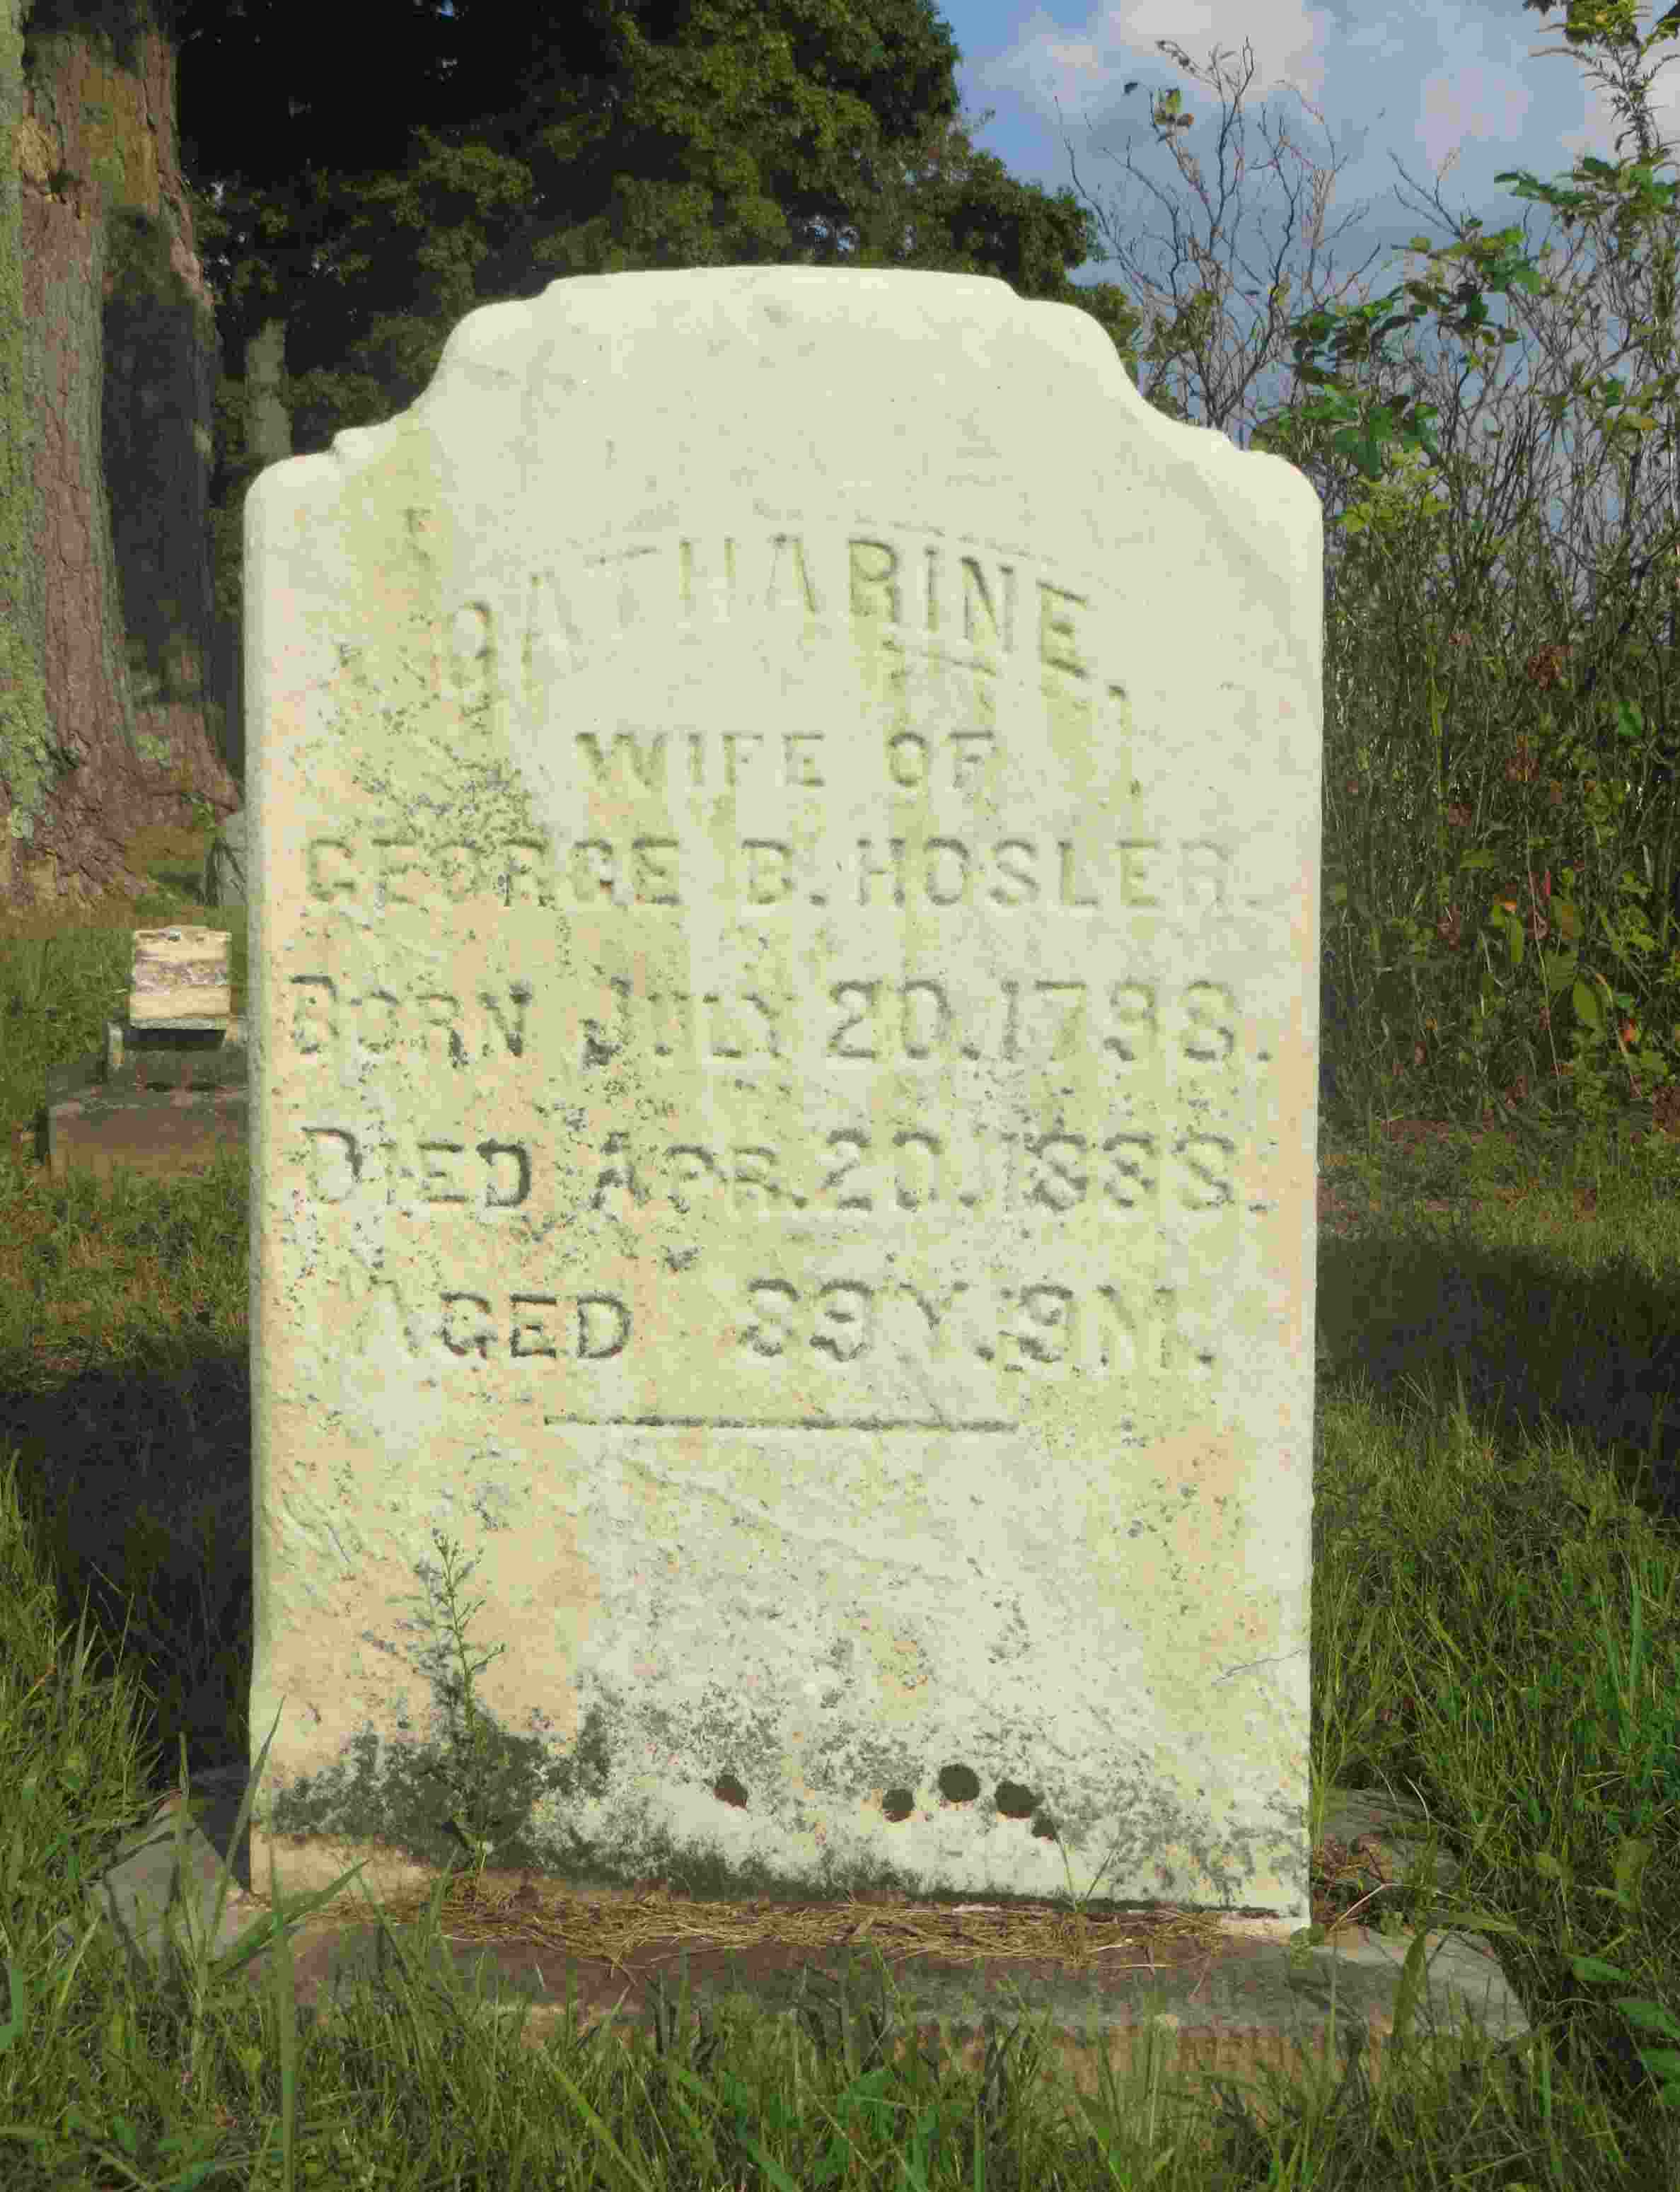 CATHARINE,
WIFE OF
GEORGE B. HOSLER.
BORN JULY 20. 1798.
DIED APR. 20. 1888.
AGED 89 Y. 9 M.